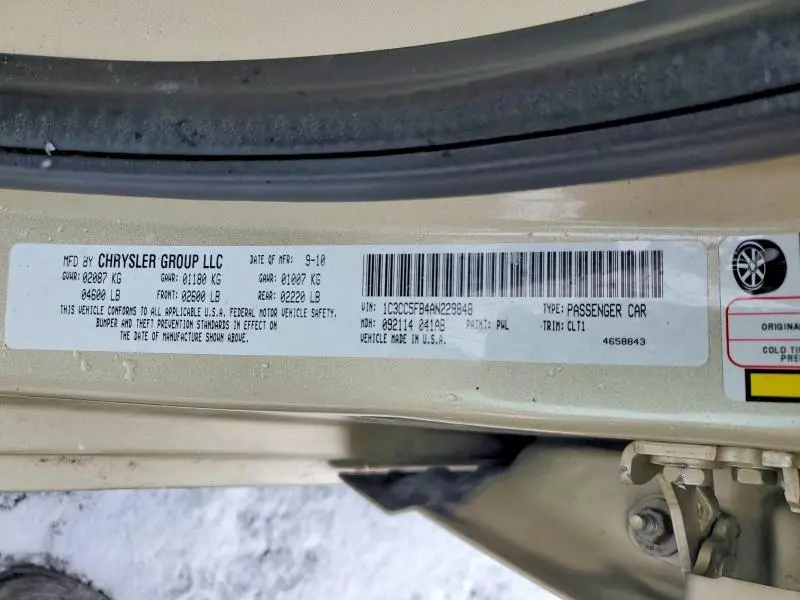 MFD BY CHRYSLER GROUP LLC DATE OF MFR: 9-10
GVWR: 02087 KG GAWR: 01180 KG GAWR: 01007 KG
04600 LB FRONT: 02600 LB REAR: 02220 LB
THIS VEHICLE CONFORMS TO ALL APPLICABLE U.S.A. FEDERAL MOTOR VEHICLE SAFETY,
BUMPER AND THEFT PREVENTION STANDARDS IN EFFECT ON
THE DATE OF MANUFACTURE SHOWN ABOVE.
VIN: 1C3CC5FB4AN229848 TYPE: PASSENGER CAR
MDH: 092114 041AB PAINT: PWL TRIM: CLT1
VEHICLE MADE IN U.S.A. 4658843
ORIGINA
COLD TI
PRE